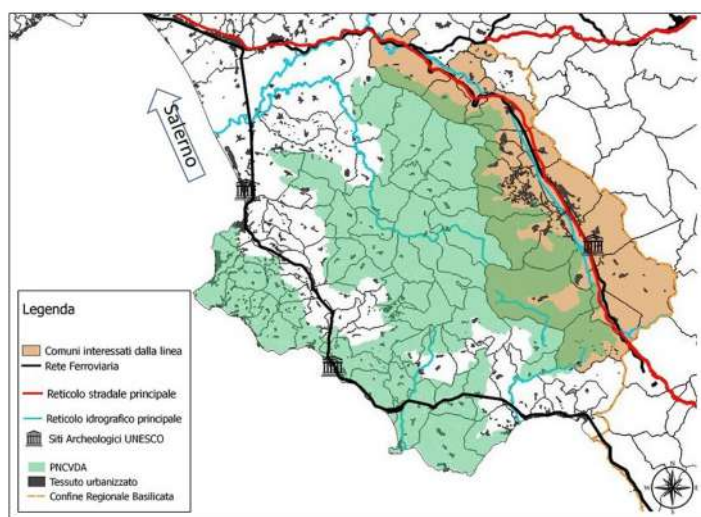 Salerno
Legenda
Comuni interessati dalla linea
Rete Ferroviaria
Reticolo stradale principale
Reticolo idrografico principale
Siti Archeologici UNESCO
PNCVDA
Tessuto urbanizzato
Confine Regionale Basilicata
N
W
E
S